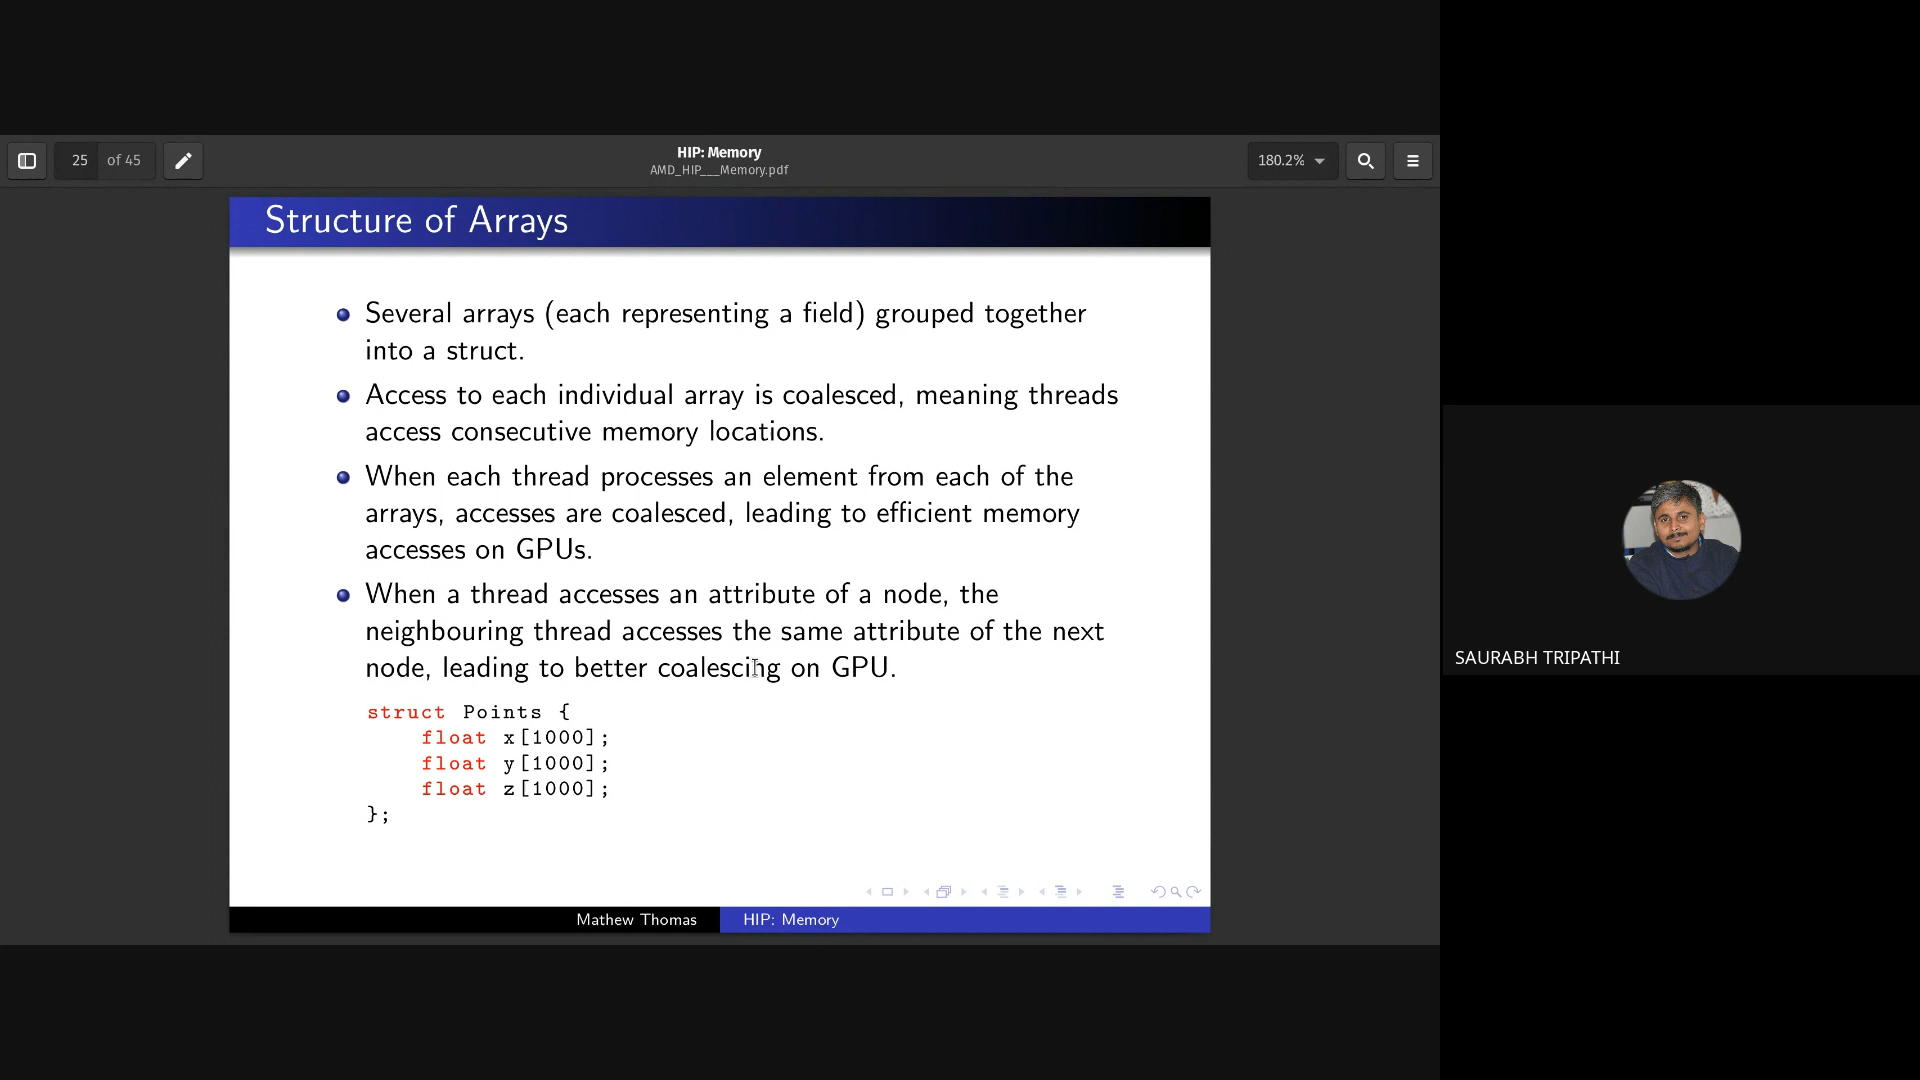 HIP: Memory
25 of 45
AMD_HIP___Memory.pdf
180.2%
Structure of Arrays
Several arrays (each representing a field) grouped together
into a struct.
Access to each individual array is coalesced, meaning threads
access consecutive memory locations.
When each thread processes an element from each of the
arrays, accesses are coalesced, leading to efficient memory
accesses on GPUs.
When a thread accesses an attribute of a node, the
neighbouring thread accesses the same attribute of the next
node, leading to better coalescing on GPU.
struct Points {
float x[1000];
float y[1000];
float z[1000];
};
Mathew Thomas HIP: Memory
SAURABH TRIPATHI